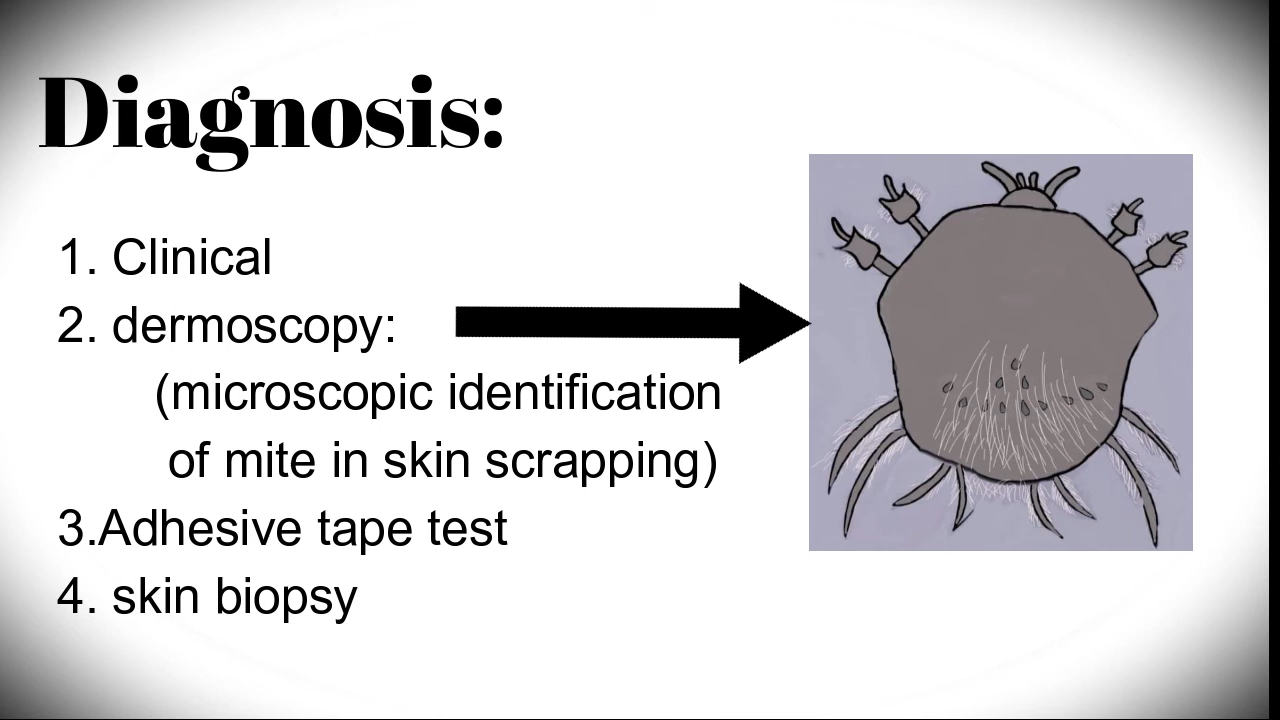 Diagnosis:
1. Clinical
2. dermoscopy:
(microscopic identification
of mite in skin scrapping)
3.Adhesive tape test
4. skin biopsy